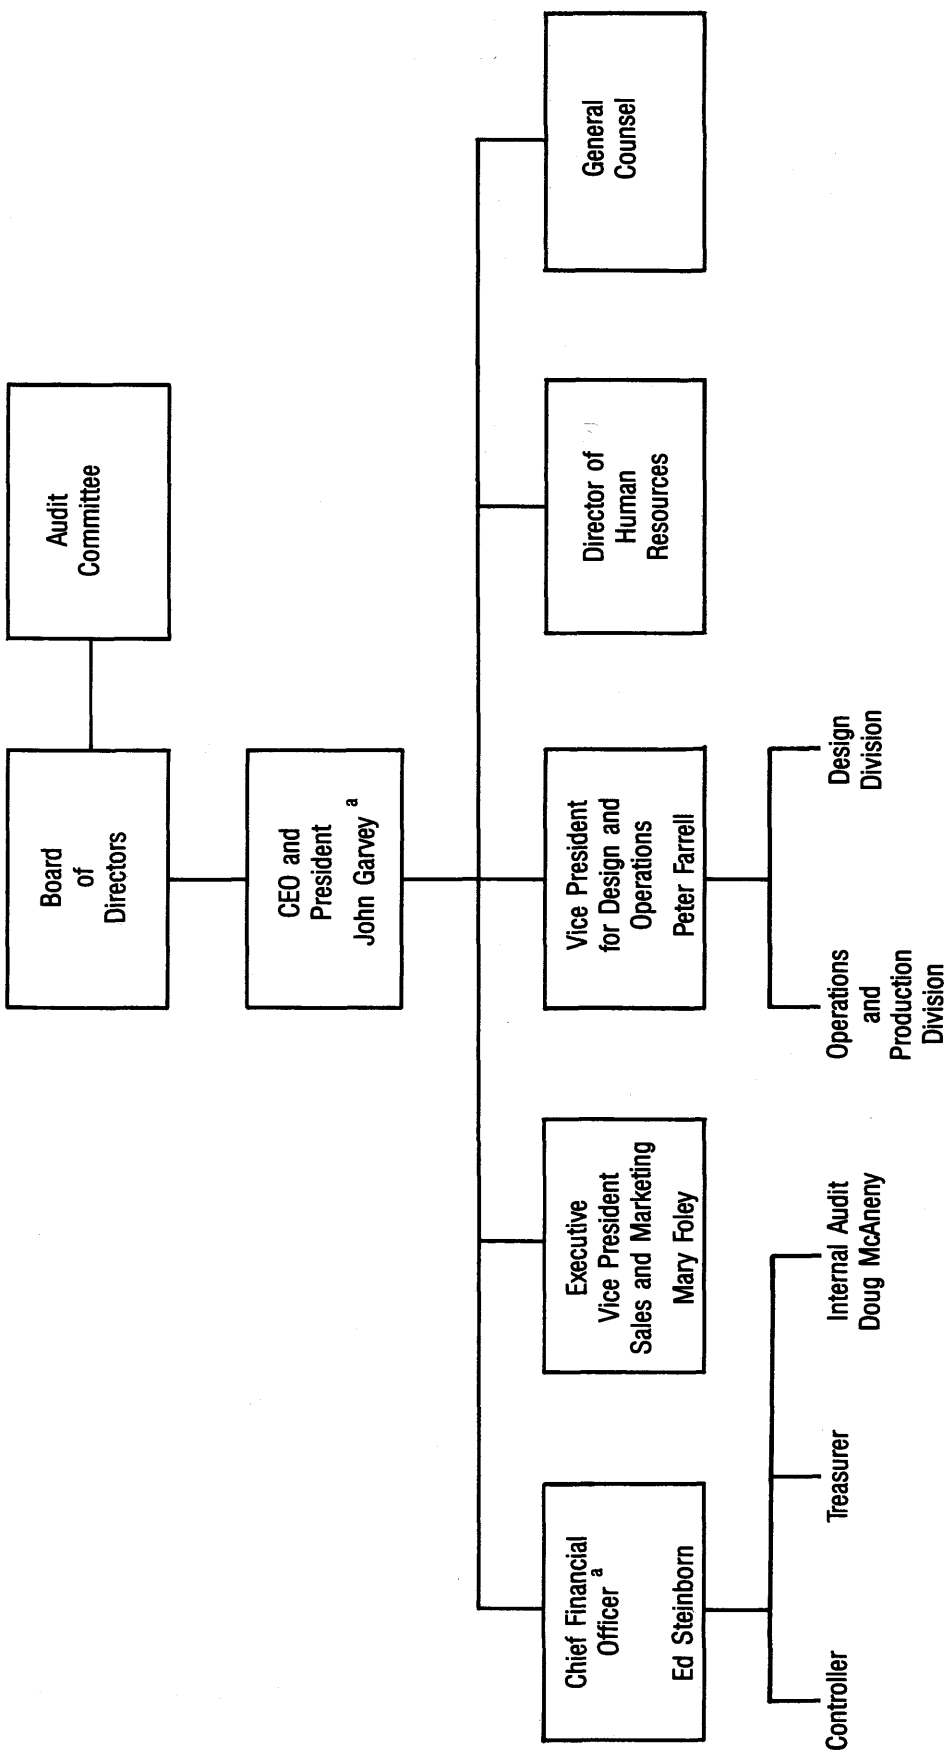 Board
of
Directors
Audit
Committee
CEO and
President
John Garvey a
Chief Financial
Officer a
Ed Steinborn
Executive
Vice President
Sales and Marketing
Mary Foley
Vice President
for Design and
Operations
Peter Farrell
Director of
Human
Resources
General
Counsel
Controller
Treasurer
Internal Audit
Doug McAneny
Operations
and
Production
Division
Design
Division